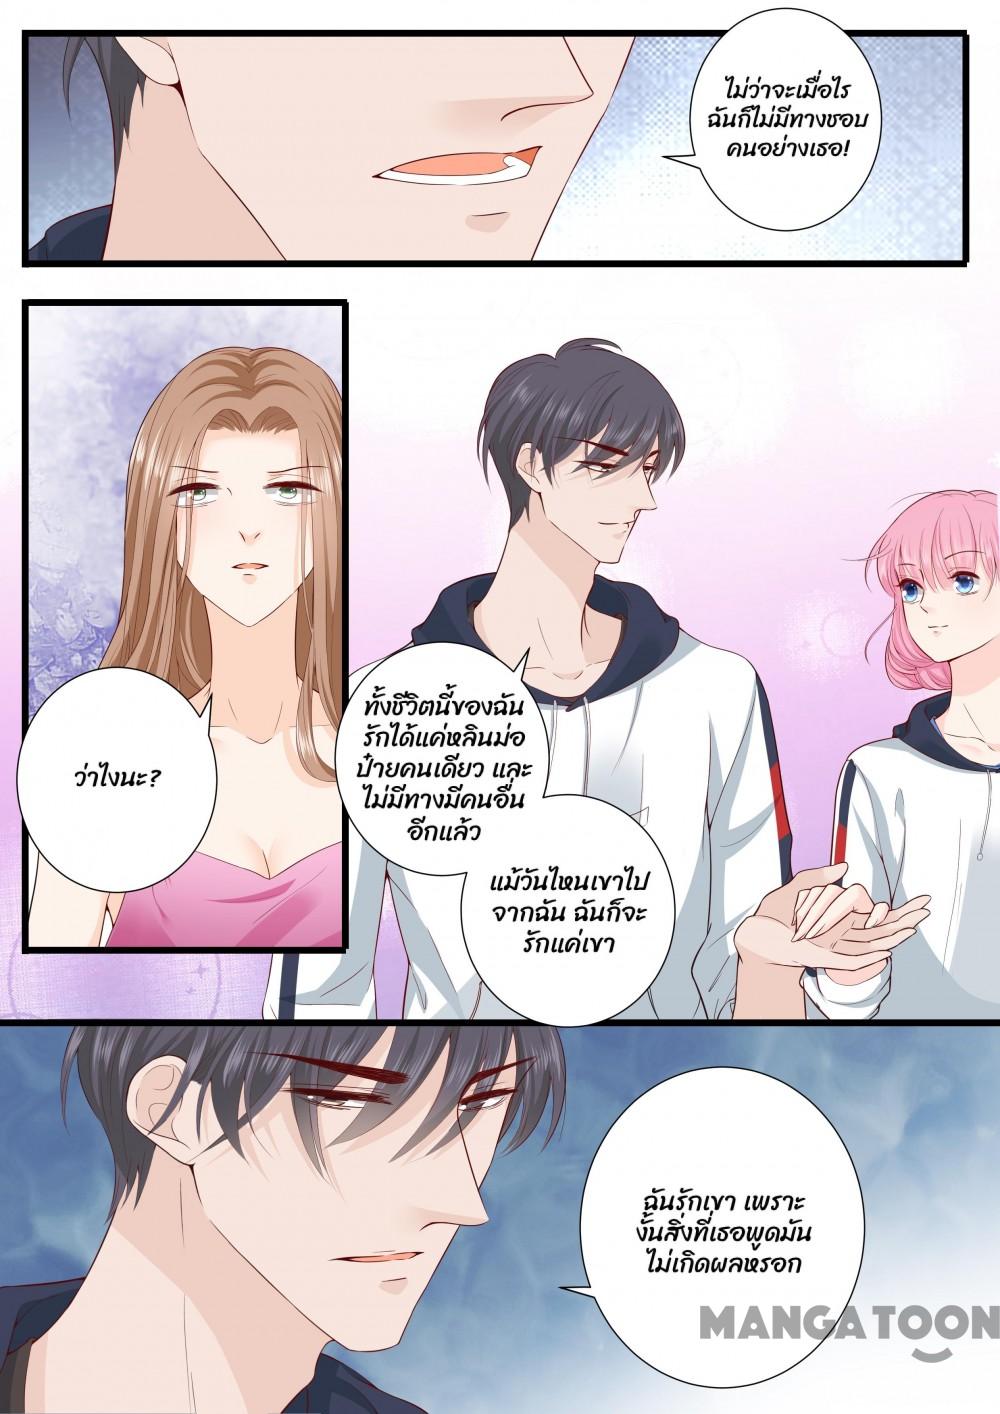 ไม่ว่าจะเมื่อไร
ฉันก็ไม่มีทางชอบ
คนอย่างเธอ!
ว่าไงนะ?
ทั้งชีวิตนี้ของฉัน
รักได้แค่หลินม่อ
ป๋ายคนเดียว และ
ไม่มีทางมีคนอื่น
อีกแล้ว
แม้วันไหนเขาไป
จากฉัน ฉันก็จะ
รักแค่เขา
ฉันรักเขา เพราะ
งั้นสิ่งที่เธอพูดมัน
ไม่เกิดผลหรอก
MANGATOON